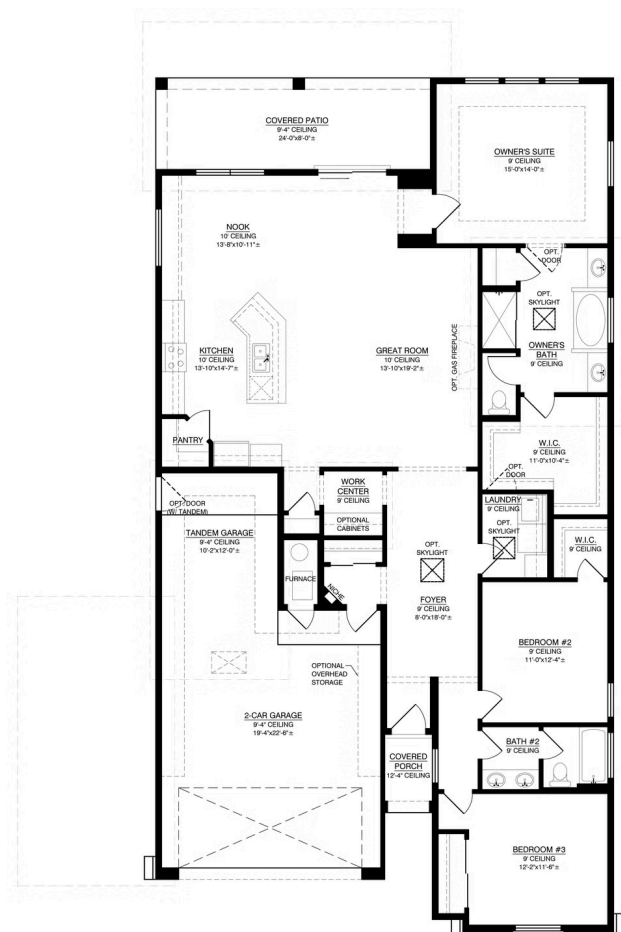 COVERED PATIO
9'-4" CEILING
24'-0"x8'-0"±
OWNER'S SUITE
9' CEILING
15'-0"x14'-0"±
NOOK
10' CEILING
13'-8"x10'-11"±
OPT.
DOOR
OPT.
SKYLIGHT
OWNER'S
BATH
9' CEILING
KITCHEN
10' CEILING
13'-10"x14'-7"±
GREAT ROOM
10' CEILING
13'-10"x19'-2"±
OPT. GAS FIREPLACE
PANTRY
W.I.C.
9' CEILING
11'-0"x10'-4"±
OPT.
DOOR
WORK
CENTER
9' CEILING
OPTIONAL
CABINETS
LAUNDRY
9' CEILING
OPT.
SKYLIGHT
OPT. DOOR
(W/ TANDEM)
TANDEM GARAGE
9'-4" CEILING
10'-2"x12'-0"±
OPT.
SKYLIGHT
W.I.C.
9' CEILING
FURNACE
NICHE
FOYER
9' CEILING
8'-0"x18'-0"±
BEDROOM #2
9' CEILING
11'-0"x12'-4"±
OPTIONAL
OVERHEAD
STORAGE
2-CAR GARAGE
9'-4" CEILING
19'-4"x22'-6"±
BATH #2
9' CEILING
COVERED
PORCH
12'-4" CEILING
BEDROOM #3
9' CEILING
12'-2"x11'-6"±